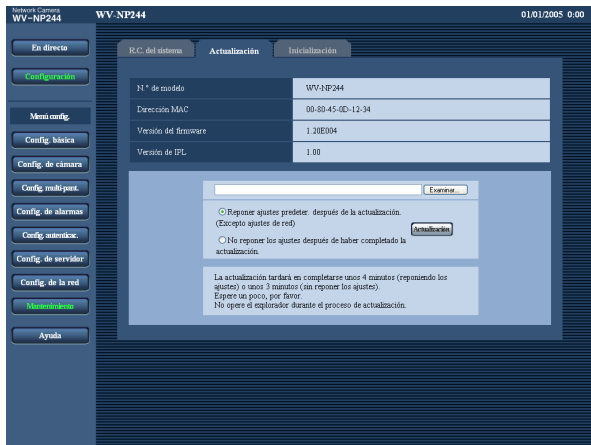 Network Camera
WV-NP244
WV-NP244
01/01/2005 0:00
En directo
Configuración
Menú config.
Config. básica
Config. de cámara
Config. multi-pant.
Config. de alarmas
Config. autenticac.
Config. de servidor
Config. de la red
Mantenimiento
Ayuda
R.C. del sistema
Actualización
Inicialización
N.° de modelo
WV-NP244
Dirección MAC
00-80-45-0D-12-34
Versión del firmware
1.20E004
Versión de IPL
1.00
Examinar...
Reponer ajustes predeter. después de la actualización.
(Excepto ajustes de red)
Actualización
No reponer los ajustes después de haber completado la
actualización.
La actualización tardará en completarse unos 4 minutos (reponiendo los
ajustes) o unos 3 minutos (sin reponer los ajustes).
Espere un poco, por favor.
No opere el explorador durante el proceso de actualización.